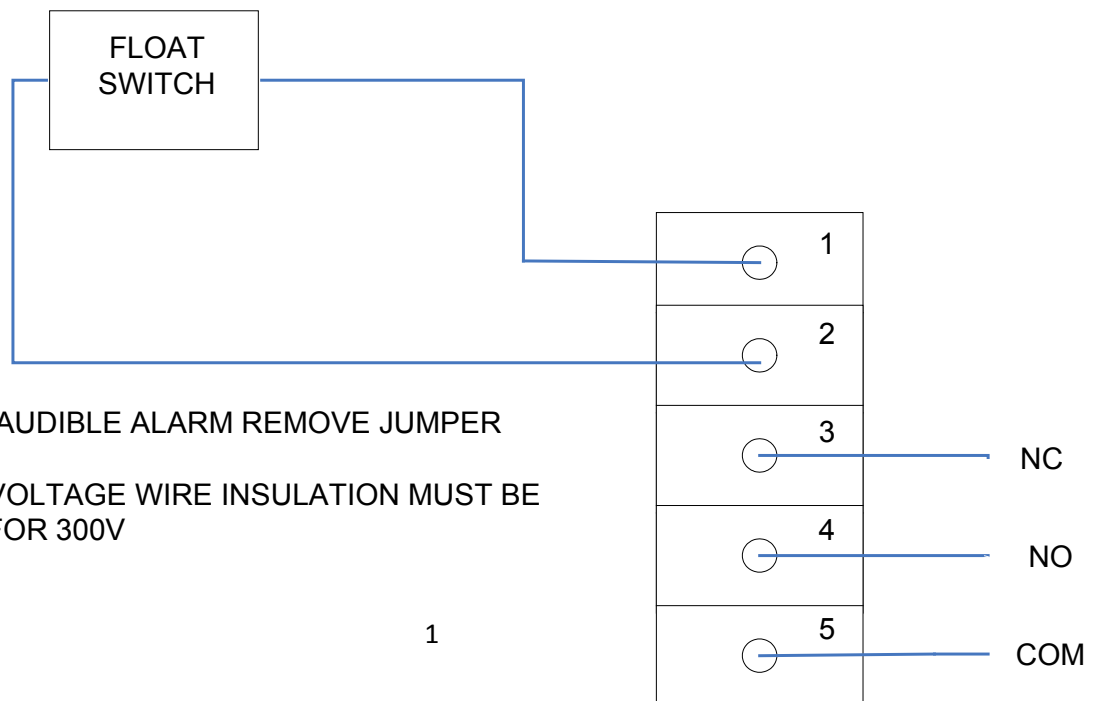 FLOAT
SWITCH
1
2
AUDIBLE ALARM REMOVE JUMPER
3
NC
VOLTAGE WIRE INSULATION MUST BE
FOR 300V
4
NO
1
5
COM